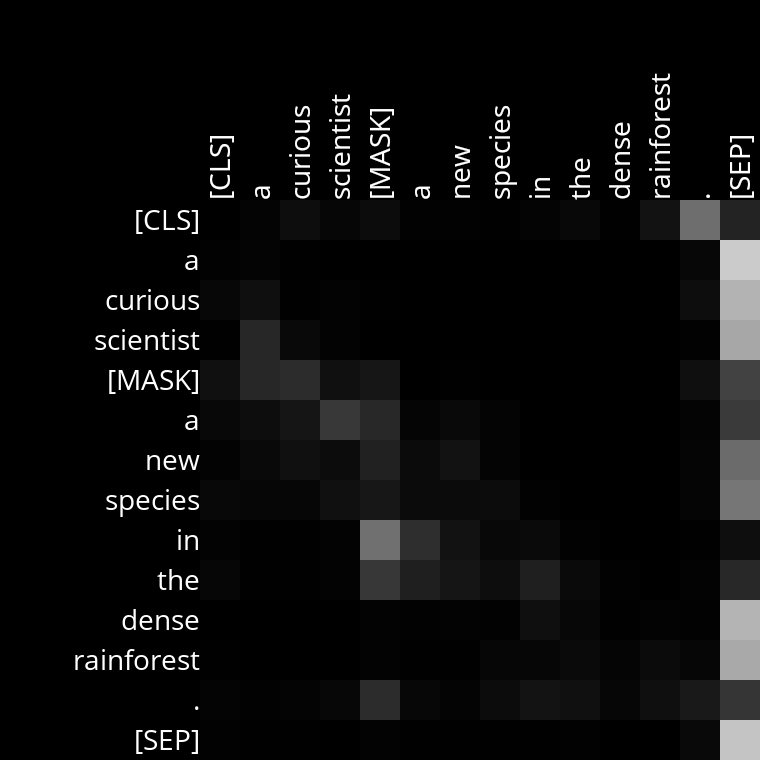 [CLS] a curious scientist [MASK] a new species in the dense rainforest . [SEP]
[CLS]
a
curious
scientist
[MASK]
a
new
species
in
the
dense
rainforest
.
[SEP]